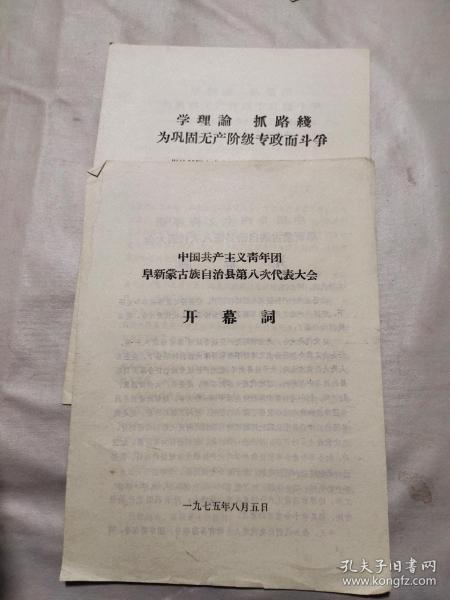 学理論 抓路綫
为巩固无产阶级专政而斗爭
中国共产主义青年团
阜新蒙古族自治县第八次代表大会
开幕詞
一九七五年八月五日
孔夫子旧书网
www.kongfz.com